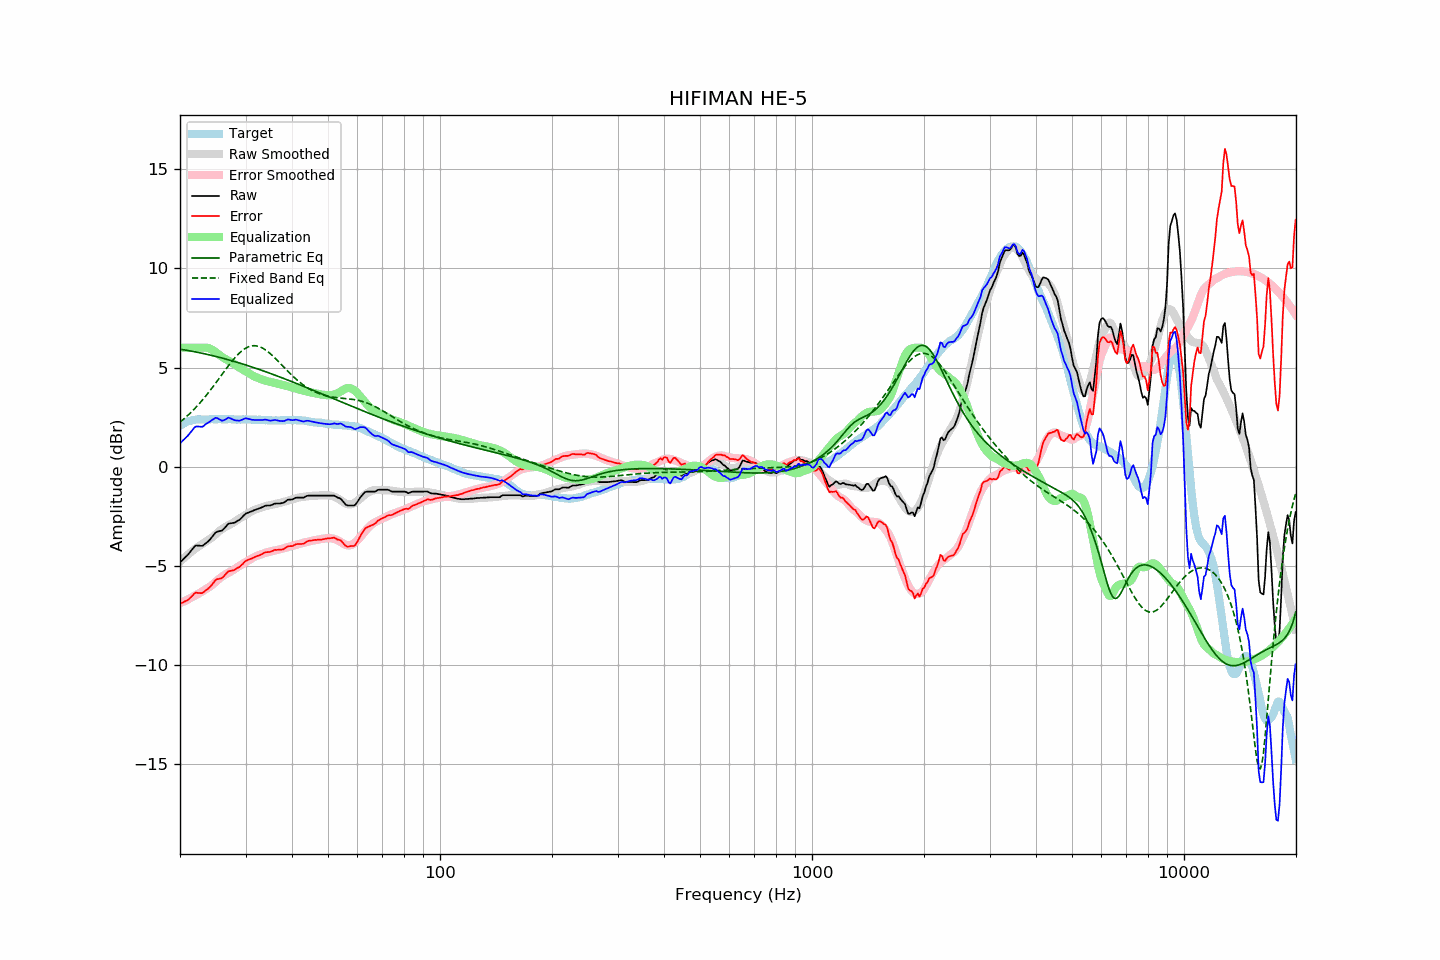 HIFIMAN HE-5
Target
Raw Smoothed
Error Smoothed
Raw
Error
Equalization
Parametric Eq
Fixed Band Eq
Equalized
Amplitude (dBr)
15
10
5
0
−5
−10
−15
100
1000
10000
Frequency (Hz)